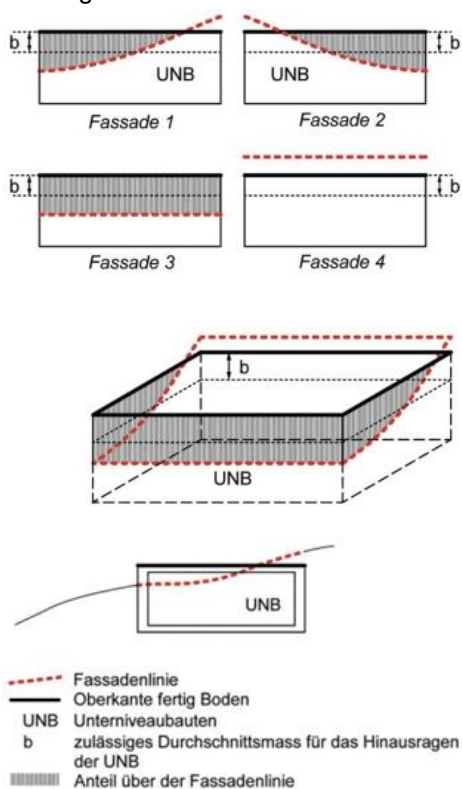 b
UNB
Fassade 1
UNB
b
Fassade 2
b
Fassade 3
b
Fassade 4
b
UNB
UNB
Fassadenlinie
Oberkante fertig Boden
UNB Unterniveaubauten
b zulässiges Durchschnittsmass für das Hinausragen
der UNB
Anteil über der Fassadenlinie